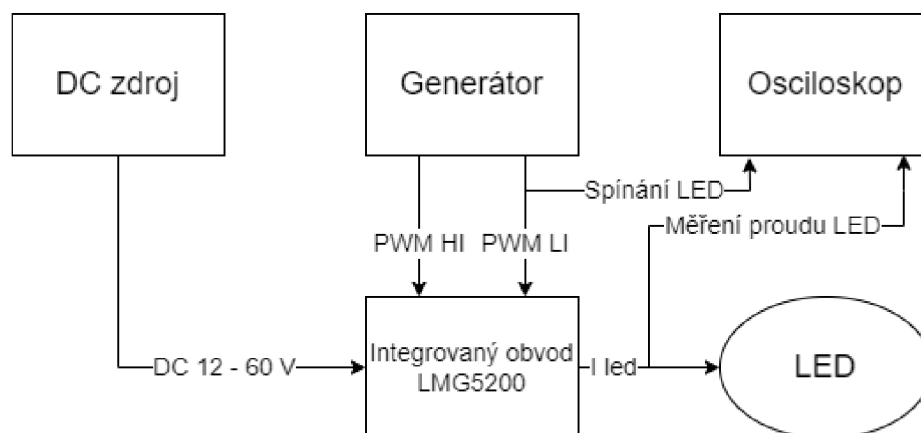 DC zdroj
Generátor
Osciloskop
Spínání LED
Měření proudu LED
PWM HI
PWM LI
DC 12 - 60 V
Integrovaný obvod
LMG5200
I led
LED